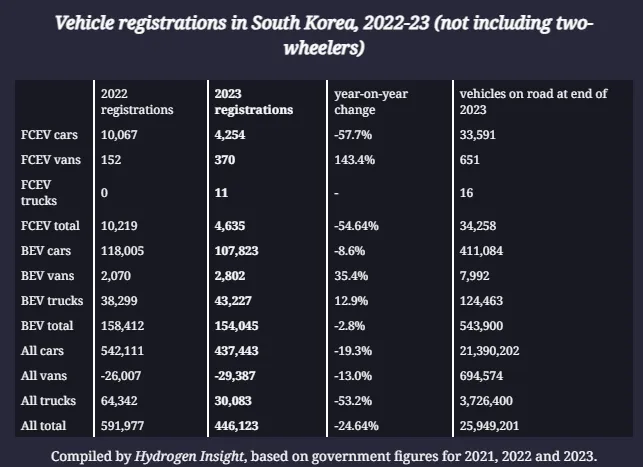 Vehicle registrations in South Korea, 2022-23 (not including two-
wheelers)
2022 registrations 2023 registrations year-on-year change vehicles on road at end of 2023
FCEV cars 10,067 4,254 -57.7% 33,591
FCEV vans 152 370 143.4% 651
FCEV trucks 0 11 - 16
FCEV total 10,219 4,635 -54.64% 34,258
BEV cars 118,005 107,823 -8.6% 411,084
BEV vans 2,070 2,802 35.4% 7,992
BEV trucks 38,299 43,227 12.9% 124,463
BEV total 158,412 154,045 -2.8% 543,900
All cars 542,111 437,443 -19.3% 21,390,202
All vans -26,007 -29,387 -13.0% 694,574
All trucks 64,342 30,083 -53.2% 3,726,400
All total 591,977 446,123 -24.64% 25,949,201
Compiled by Hydrogen Insight, based on government figures for 2021, 2022 and 2023.